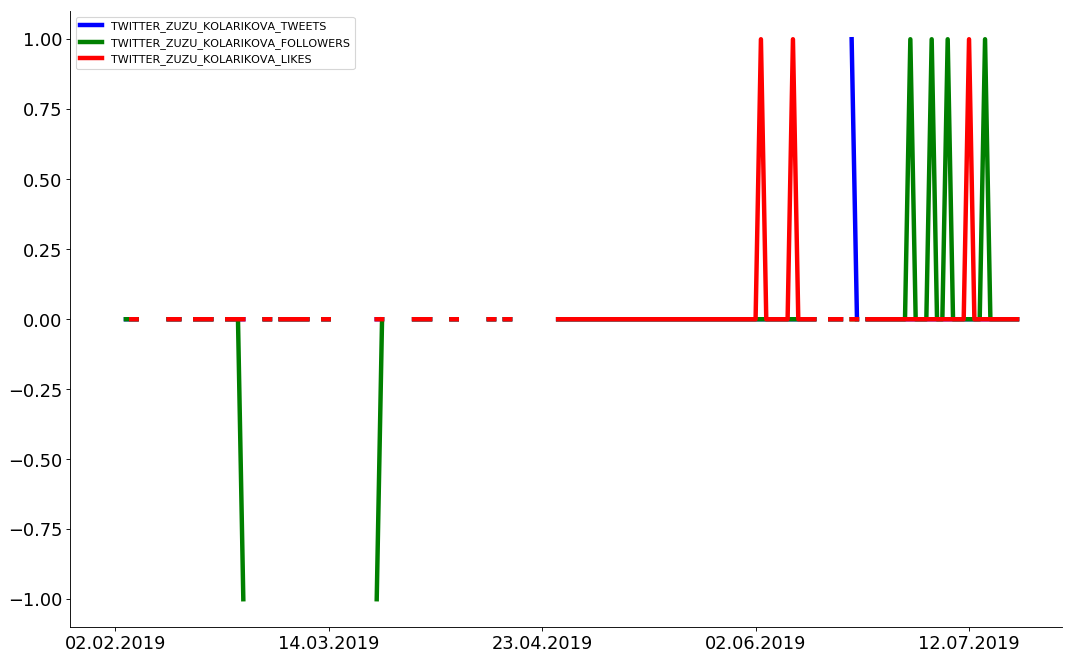 TWITTER_ZUZU_KOLARIKOVA_TWEETS
TWITTER_ZUZU_KOLARIKOVA_FOLLOWERS
TWITTER_ZUZU_KOLARIKOVA_LIKES
1.00
0.75
0.50
0.25
0.00
−0.25
−0.50
−0.75
−1.00
02.02.2019 14.03.2019 23.04.2019 02.06.2019 12.07.2019